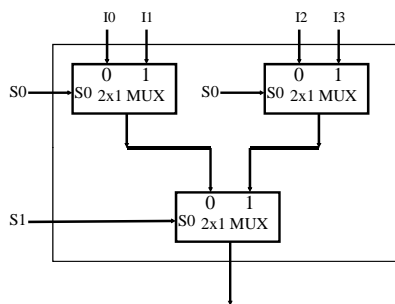 I0 I1 I2 I3
0 1 0 1
S0 S0 2x1 MUX S0 S0 2x1 MUX
0 1
S1 S0 2x1 MUX